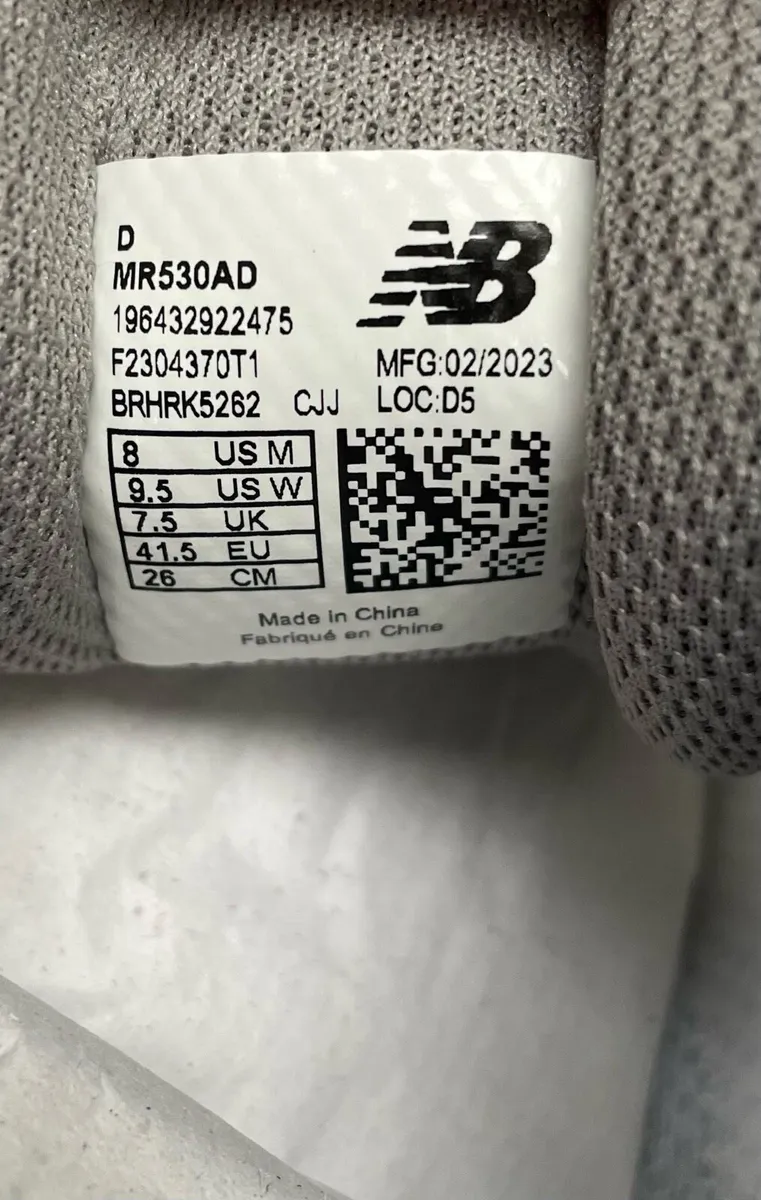 D
MR530AD
NB
196432922475
F2304370T1 MFG:02/2023
BRHRK5262 CJJ LOC:D5
8 US M
9.5 US W
7.5 UK
41.5 EU
26 CM
Made in China
Fabriqué en Chine